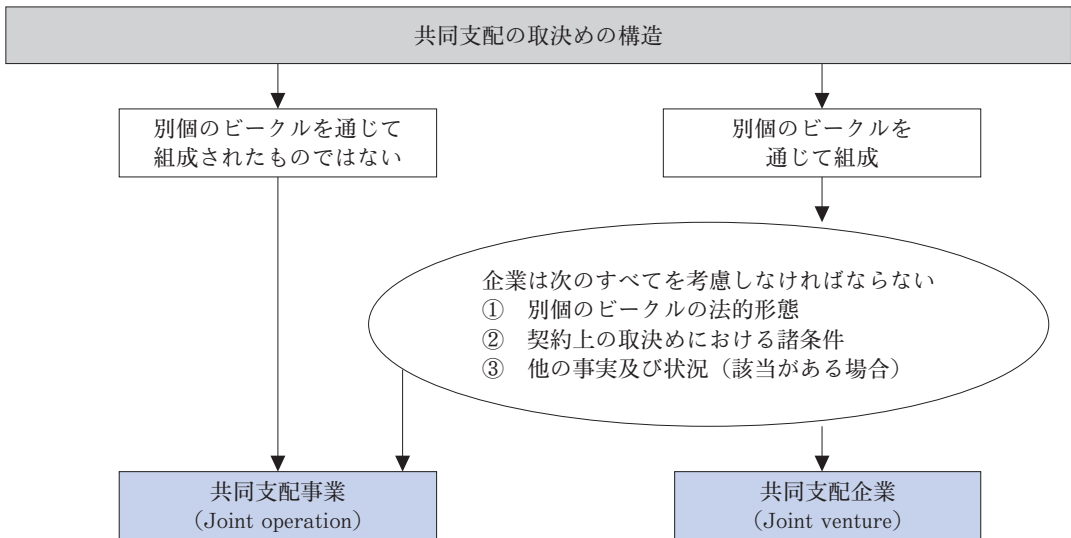 共同支配の取決めの構造
別個のビークルを通じて
組成されたものではない
別個のビークルを
通じて組成
企業は次のすべてを考慮しなければならない
① 別個のビークルの法的形態
② 契約上の取決めにおける諸条件
③ 他の事実及び状況（該当がある場合）
共同支配事業
（Joint operation）
共同支配企業
（Joint venture）